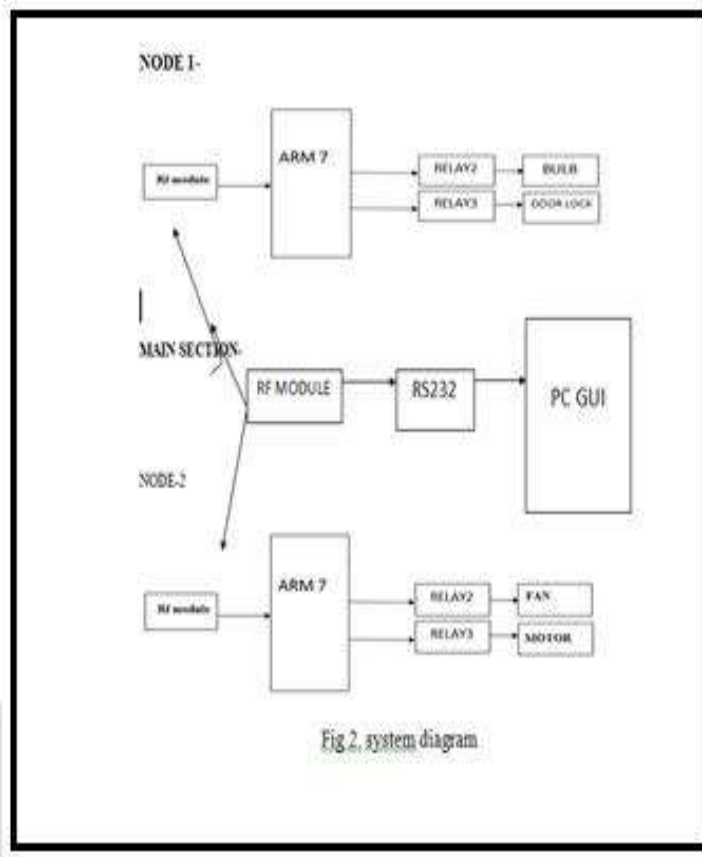 NODE 1-
ARM 7
Rf module
RELAY2
BULB
RELAY3
DOOR LOCK
MAIN SECTION-
RF MODULE
RS232
PC GUI
NODE-2
ARM 7
Rf module
RELAY2
FAN
RELAY3
MOTOR
Fig 2. system diagram